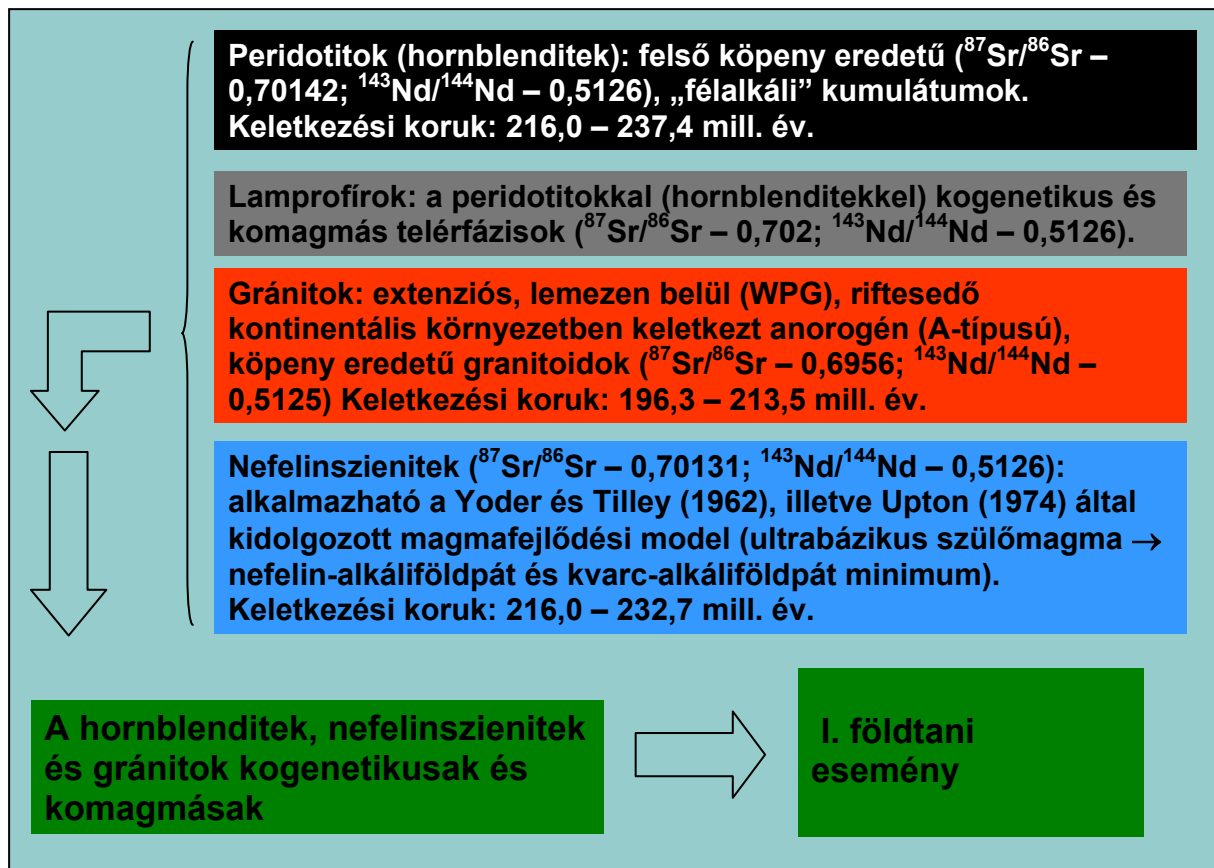 Peridotitok (hornblenditek): felső köpeny eredetű (⁸⁷Sr/⁸⁶Sr –
0,70142; ¹⁴³Nd/¹⁴⁴Nd – 0,5126), „félalkáli” kumulátumok.
Keletkezési koruk: 216,0 – 237,4 mill. év.
Lamprofírok: a peridotitokkal (hornblenditekkel) kogenetikus és
komagmás telérfázisok (⁸⁷Sr/⁸⁶Sr – 0,702; ¹⁴³Nd/¹⁴⁴Nd – 0,5126).
Gránitok: extenziós, lemezen belül (WPG), riftesedő
kontinentális környezetben keletkezt anorogén (A-típusú),
köpeny eredetű granitoidok (⁸⁷Sr/⁸⁶Sr – 0,6956; ¹⁴³Nd/¹⁴⁴Nd –
0,5125) Keletkezési koruk: 196,3 – 213,5 mill. év.
Nefelinszienitek (⁸⁷Sr/⁸⁶Sr – 0,70131; ¹⁴³Nd/¹⁴⁴Nd – 0,5126):
alkalmazható a Yoder és Tilley (1962), illetve Upton (1974) által
kidolgozott magmafejlődési model (ultrabázikus szülőmagma →
nefelin-alkáliföldpát és kvarc-alkáliföldpát minimum).
Keletkezési koruk: 216,0 – 232,7 mill. év.
A hornblenditek, nefelinszienitek
és gránitok kogenetikusak és
komagmásak
I. földtani
esemény